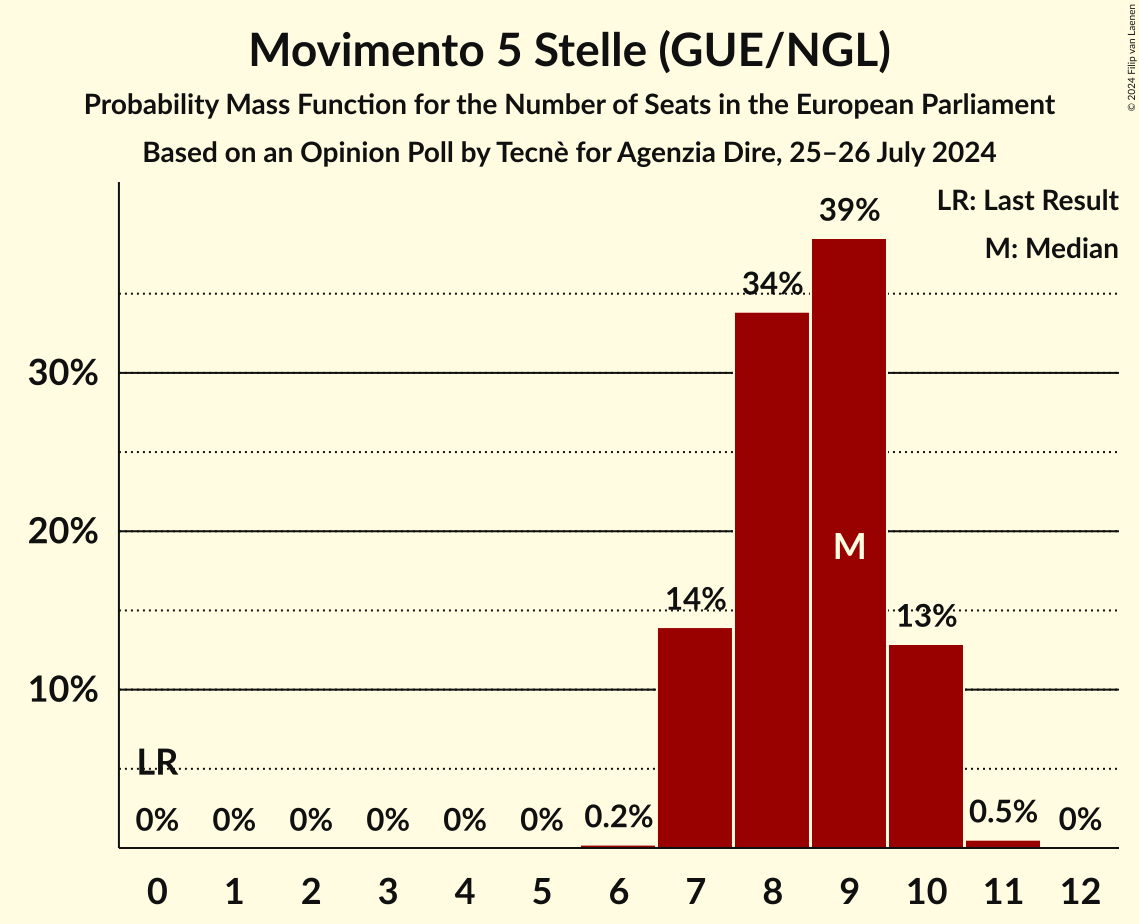 Movimento 5 Stelle (GUE/NGL)
Probability Mass Function for the Number of Seats in the European Parliament
Based on an Opinion Poll by Tecnè for Agenzia Dire, 25–26 July 2024
© 2024 Filip van Laenen
LR: Last Result
M: Median
39%
34%
30%
20%
M
14%
13%
10%
LR
0% 0% 0% 0% 0% 0% 0.2% 0.5% 0%
0 1 2 3 4 5 6 7 8 9 10 11 12